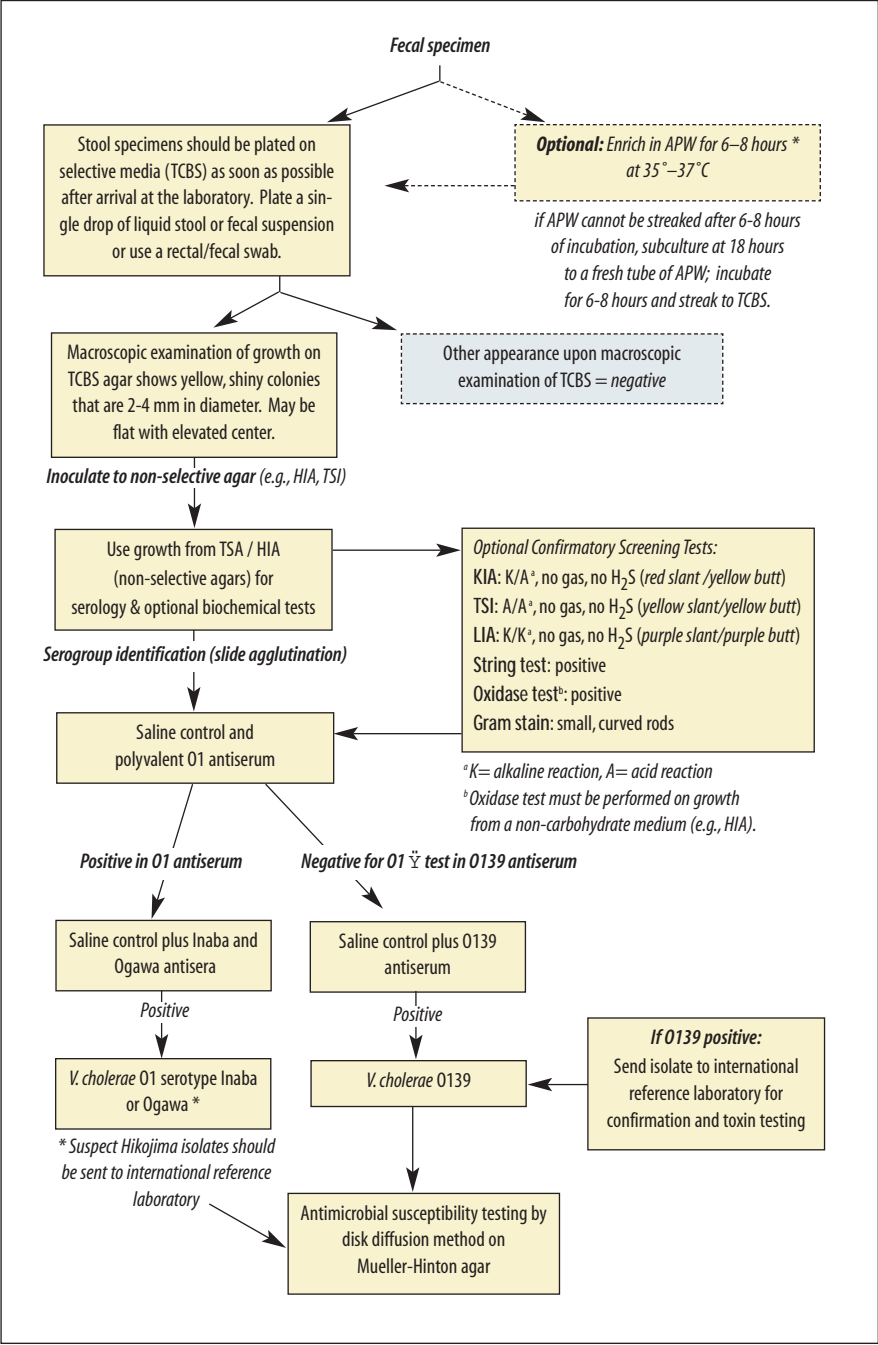 Fecal specimen
Stool specimens should be plated on
selective media (TCBS) as soon as possible
after arrival at the laboratory. Plate a sin-
gle drop of liquid stool or fecal suspension
or use a rectal/fecal swab.
Optional: Enrich in APW for 6–8 hours *
at 35˚–37˚C
if APW cannot be streaked after 6-8 hours
of incubation, subculture at 18 hours
to a fresh tube of APW; incubate
for 6-8 hours and streak to TCBS.
Macroscopic examination of growth on
TCBS agar shows yellow, shiny colonies
that are 2-4 mm in diameter. May be
flat with elevated center.
Other appearance upon macroscopic
examination of TCBS = negative
Inoculate to non-selective agar (e.g., HIA, TSI)
Use growth from TSA / HIA
(non-selective agars) for
serology & optional biochemical tests
Optional Confirmatory Screening Tests:
KIA: K/Aª, no gas, no H₂S (red slant /yellow butt)
TSI: A/Aª, no gas, no H₂S (yellow slant/yellow butt)
LIA: K/Kª, no gas, no H₂S (purple slant/purple butt)
String test: positive
Oxidase testᵇ: positive
Gram stain: small, curved rods
ª K= alkaline reaction, A= acid reaction
ᵇ Oxidase test must be performed on growth
from a non-carbohydrate medium (e.g., HIA).
Serogroup identification (slide agglutination)
Saline control and
polyvalent O1 antiserum
Positive in O1 antiserum
Negative for O1 Ϋ test in O139 antiserum
Saline control plus Inaba and
Ogawa antisera
Saline control plus O139
antiserum
Positive
Positive
V. cholerae O1 serotype Inaba
or Ogawa *
V. cholerae O139
If O139 positive:
Send isolate to international
reference laboratory for
confirmation and toxin testing
* Suspect Hikojima isolates should
be sent to international reference
laboratory
Antimicrobial susceptibility testing by
disk diffusion method on
Mueller-Hinton agar